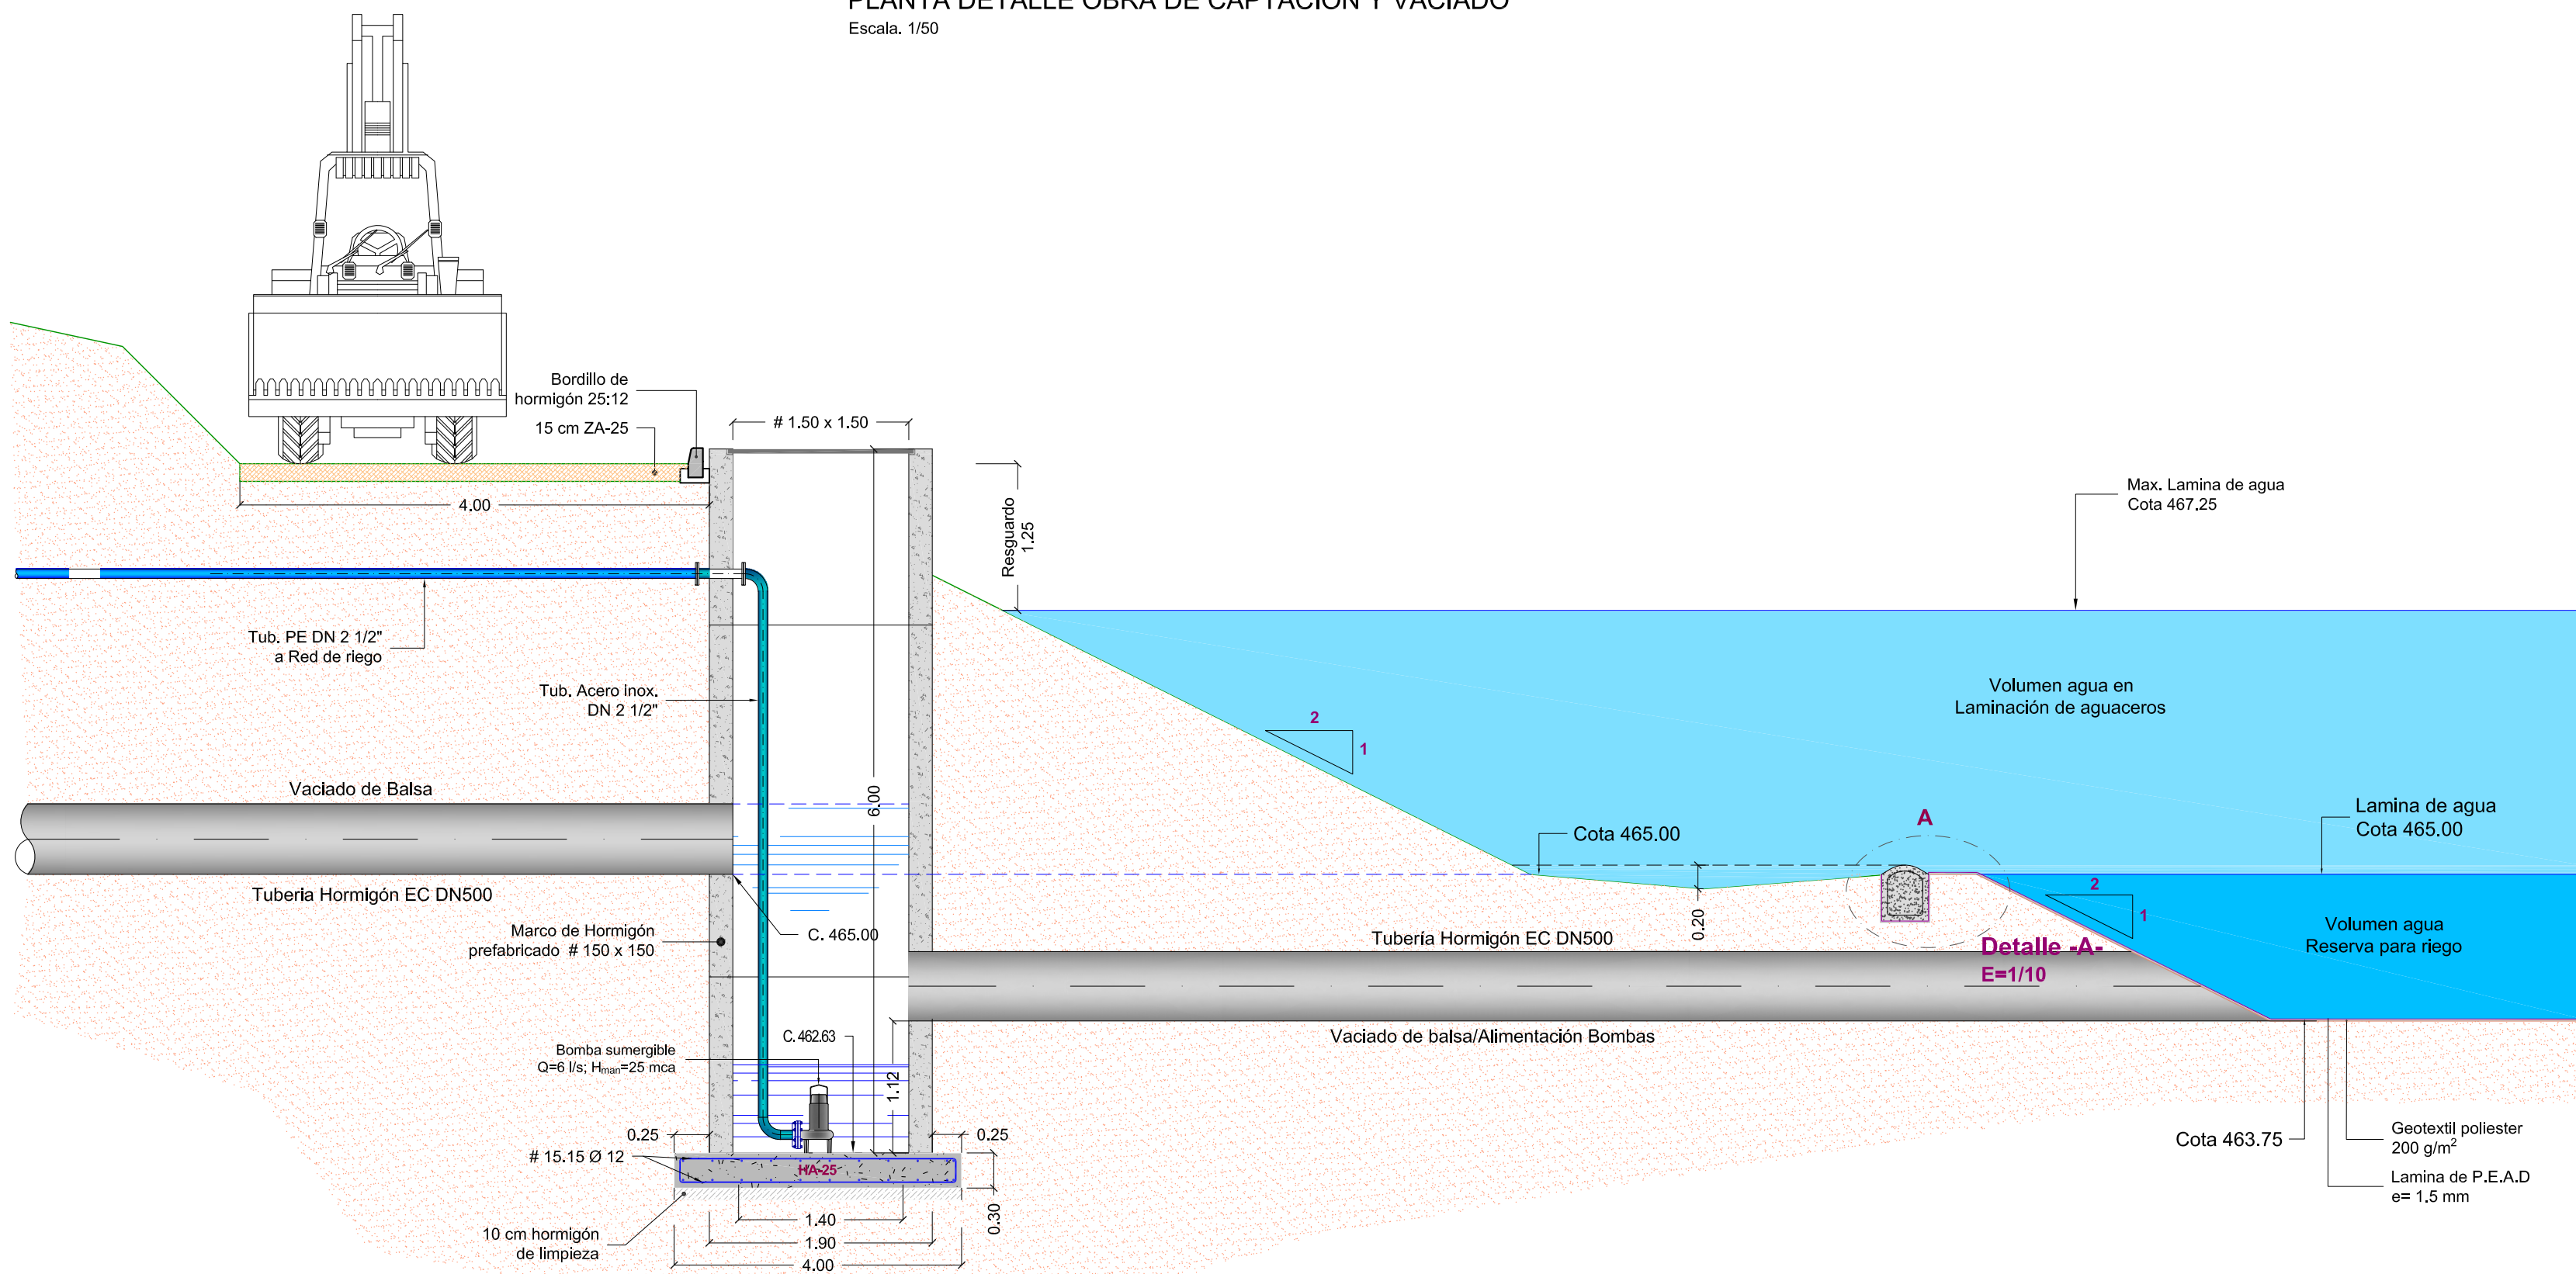 PLANTA DETALLE OBRA DE CAPTACION Y VACIADO
Escala. 1/50
Bordillo de
hormigón 25:12
15 cm ZA-25
# 1.50 x 1.50
4.00
Resguardo
1.25
Max. Lamina de agua
Cota 467.25
Tub. PE DN 2 1/2"
a Red de riego
Tub. Acero inox.
DN 2 1/2"
Volumen agua en
Laminación de aguaceros
2
1
Vaciado de Balsa
6.00
Lamina de agua
Cota 465.00
A
Cota 465.00
Tuberia Hormigón EC DN500
2
1
Marco de Hormigón
prefabricado # 150 x 150
C. 465.00
0.20
Tubería Hormigón EC DN500
Volumen agua
Reserva para riego
Detalle -A-
E=1/10
C. 462.63
Vaciado de balsa/Alimentación Bombas
Bomba sumergible
Q=6 l/s; Hman=25 mca
1.12
0.25
0.25
Cota 463.75
Geotextil poliester
200 g/m²
# 15.15 Ø 12
HA-25
Lamina de P.E.A.D
e= 1.5 mm
0.30
10 cm hormigón
de limpieza
1.40
1.90
4.00